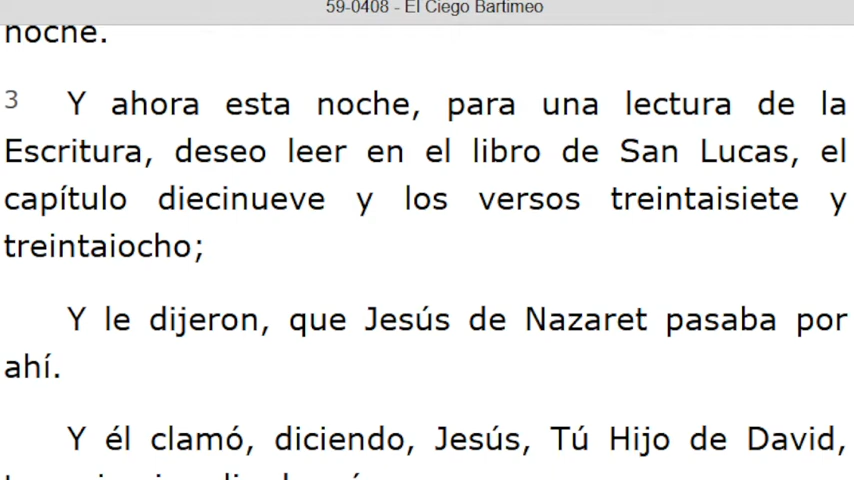 59-0408 - El Ciego Bartimeo
noche.
3 Y ahora esta noche, para una lectura de la
Escritura, deseo leer en el libro de San Lucas, el
capítulo diecinueve y los versos treintaisiete y
treintaiocho;
Y le dijeron, que Jesús de Nazaret pasaba por
ahí.
Y él clamó, diciendo, Jesús, Tú Hijo de David,